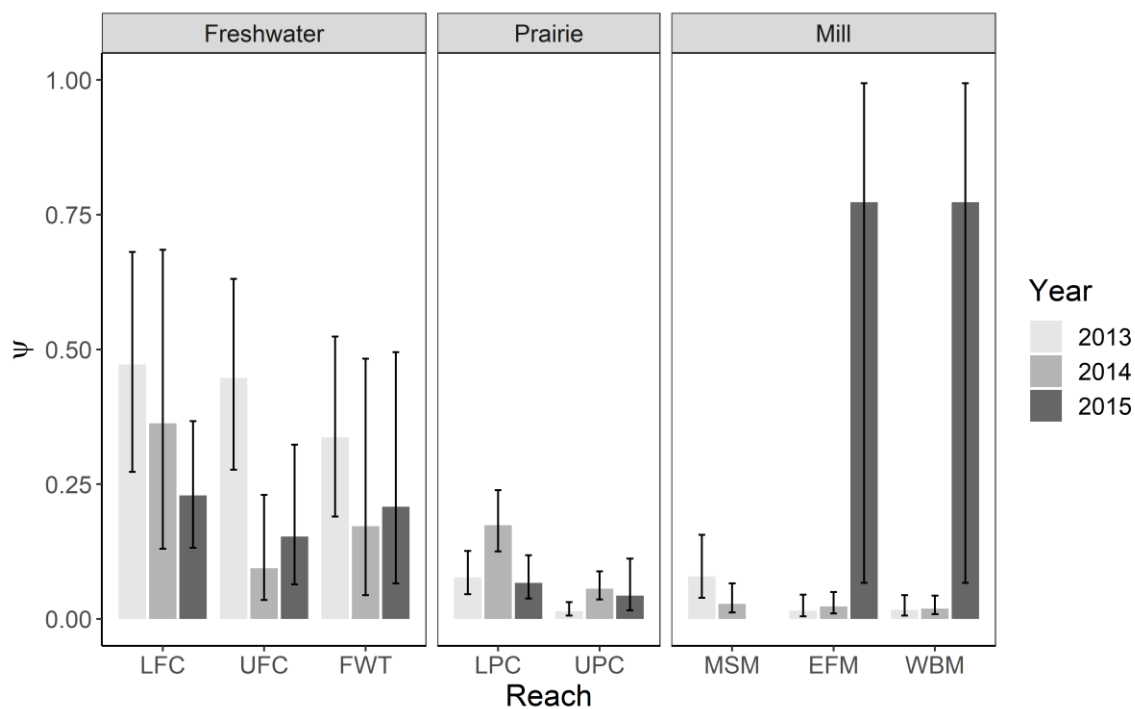 Freshwater Prairie Mill
1.00
0.75
0.50
0.25
0.00
ψ
LFC UFC FWT LPC UPC MSM EFM WBM
Reach
Year
2013
2014
2015